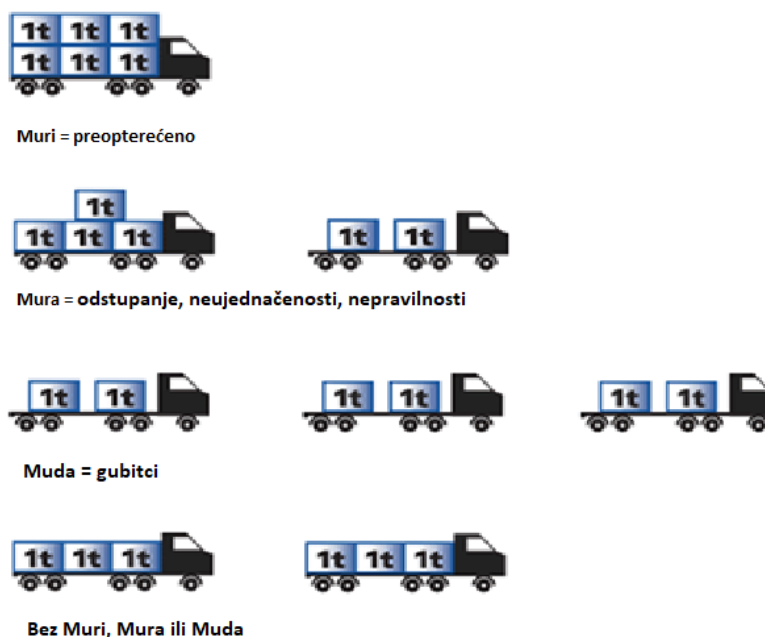 1t 1t 1t
1t 1t 1t
Muri = preopterećeno
1t
1t 1t 1t 1t 1t
Mura = odstupanje, neujednačenosti, nepravilnosti
1t 1t 1t 1t 1t 1t
Muda = gubitci
1t 1t 1t 1t 1t 1t
Bez Muri, Mura ili Muda